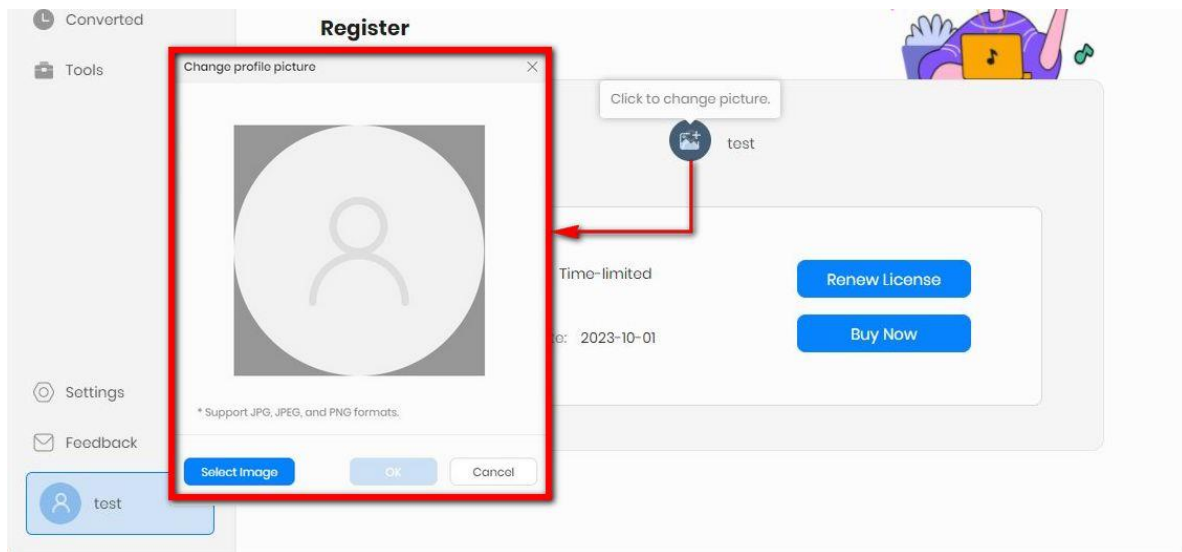 Converted
Tools
Settings
Feedback
test
Register
Change profile picture
* Support JPG, JPEG, and PNG formats.
Select Image
OK
Cancel
Click to change picture.
test
Time-limited
2023-10-01
Renew License
Buy Now